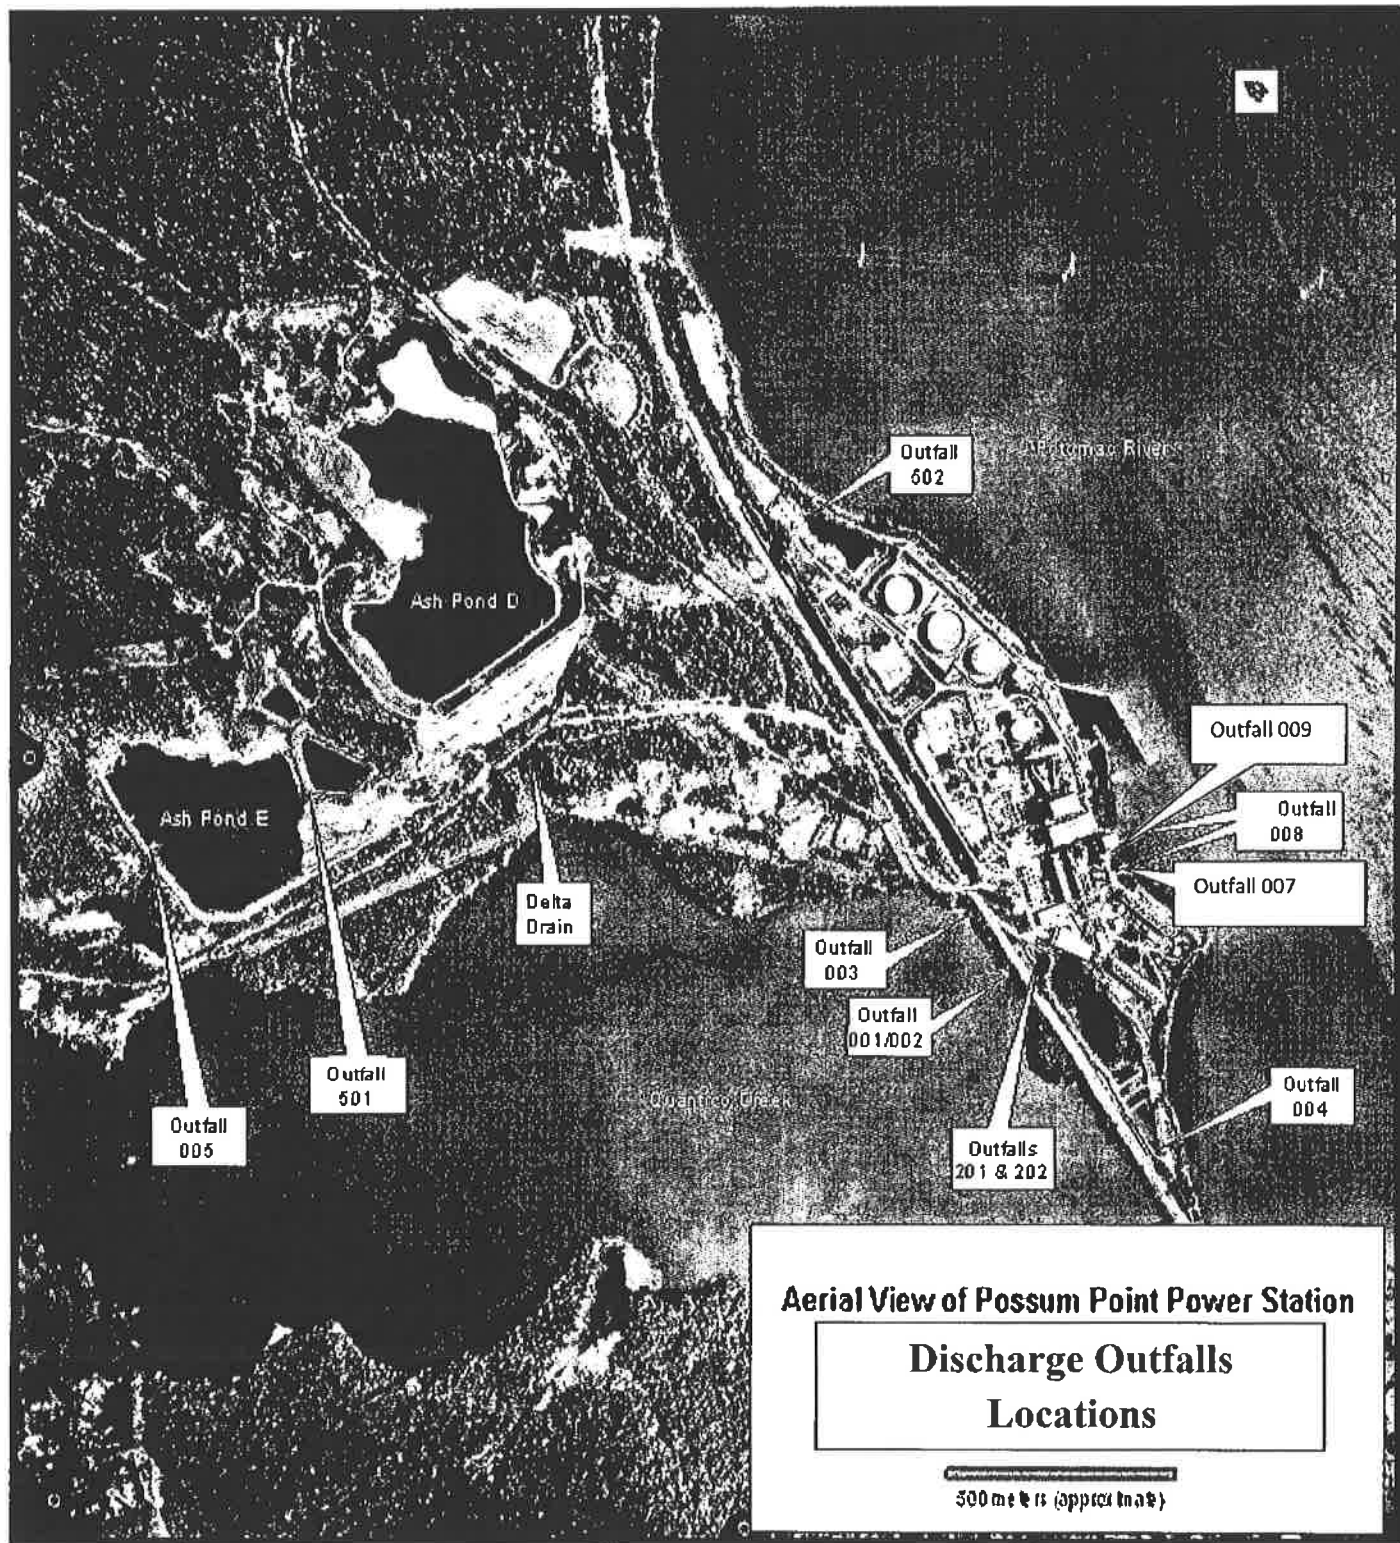 Outfall
502
Potomac River
Ash Pond D
Outfall 009
Outfall
008
Ash Pond E
Outfall 007
Delta
Drain
Outfall
003
Outfall
001/002
Outfall
501
Outfall
004
Quantico Creek
Outfall
005
Outfalls
201 & 202
Aerial View of Possum Point Power Station
Discharge Outfalls
Locations
500 meters (approximate)